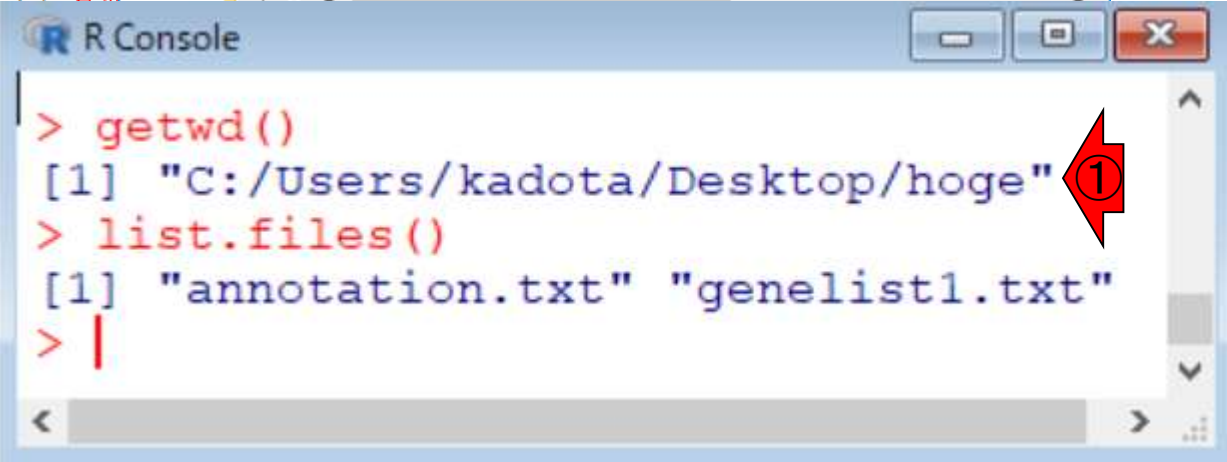 R Console
> getwd()
[1] "C:/Users/kadota/Desktop/hoge"
①
> list.files()
[1] "annotation.txt" "genelist1.txt"
>